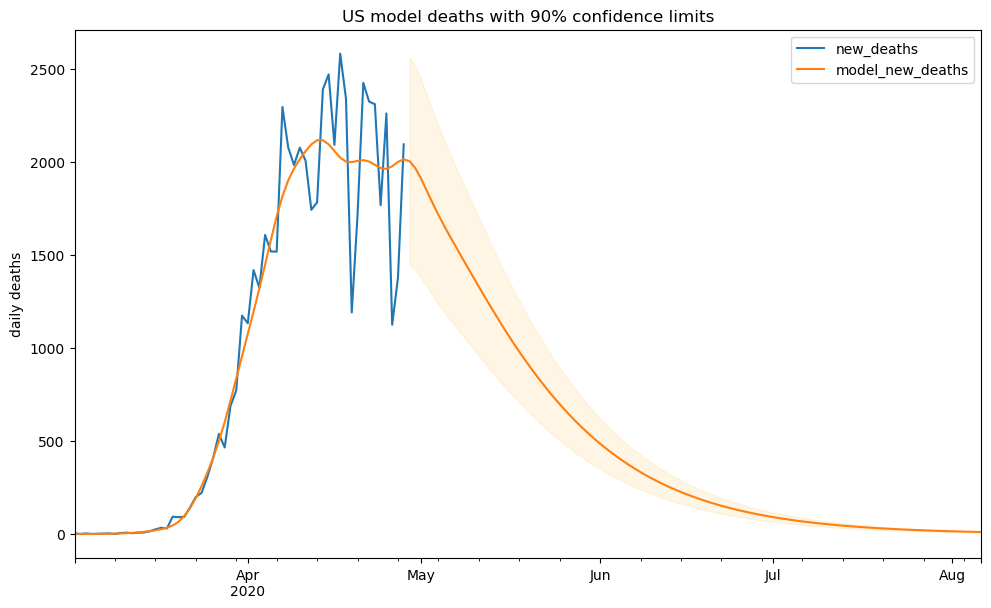 US model deaths with 90% confidence limits
new_deaths
model_new_deaths
daily deaths
2500
2000
1500
1000
500
0
Apr
2020
May
Jun
Jul
Aug